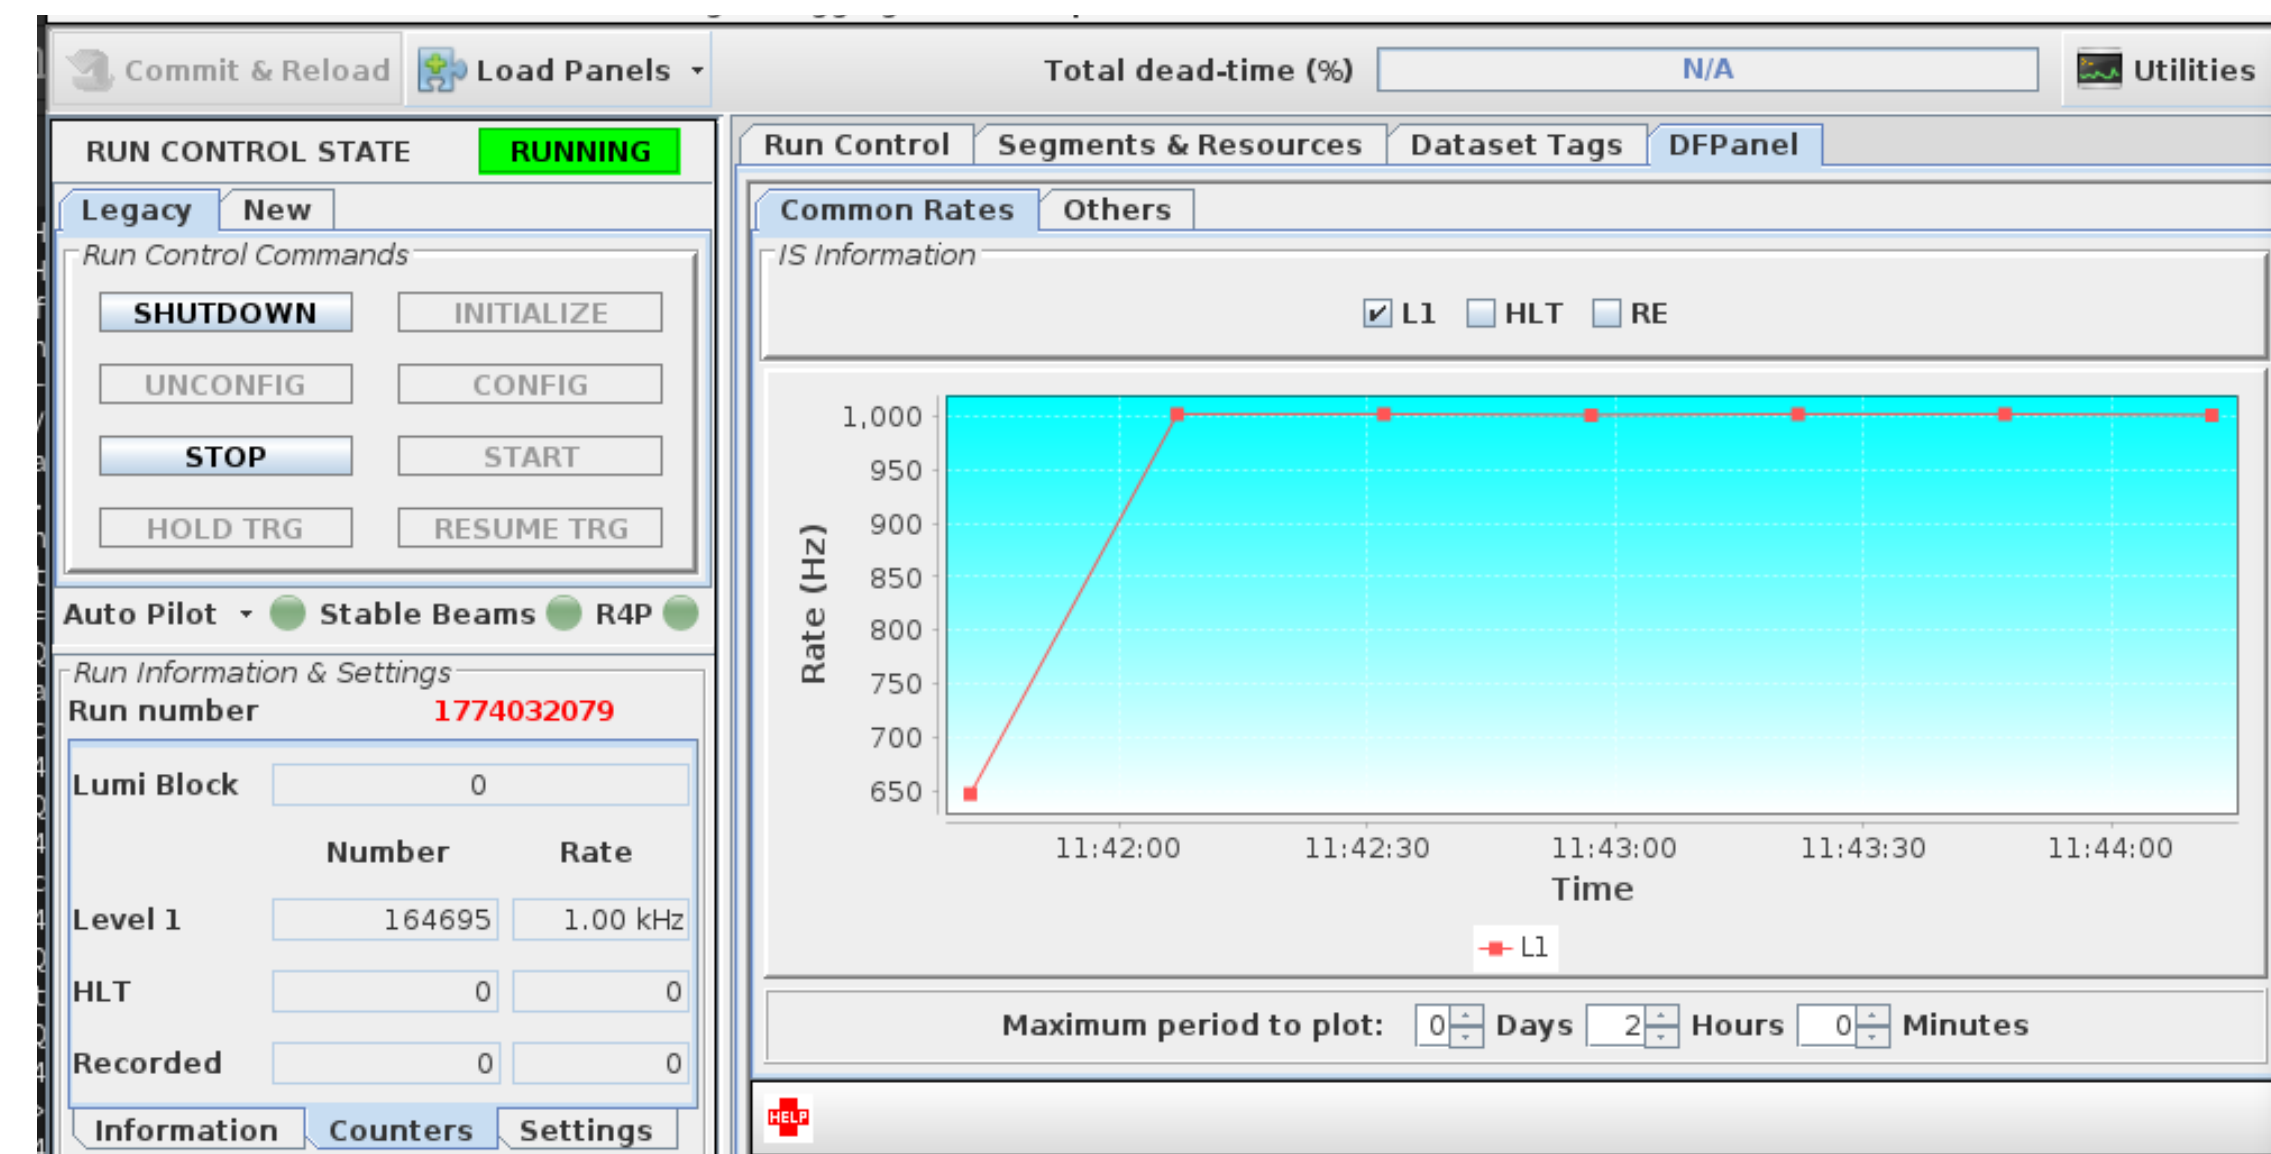 Commit & Reload
Load Panels
Total dead-time (%)
N/A
Utilities
RUN CONTROL STATE
RUNNING
Legacy
New
Run Control Commands
SHUTDOWN
INITIALIZE
UNCONFIG
CONFIG
STOP
START
HOLD TRG
RESUME TRG
Auto Pilot
Stable Beams
R4P
Run Information & Settings
Run number
1774032079
Lumi Block
0
Number
Rate
Level 1
164695
1.00 kHz
HLT
0
0
Recorded
0
0
Information
Counters
Settings
Run Control
Segments & Resources
Dataset Tags
DFPanel
Common Rates
Others
IS Information
L1
HLT
RE
Rate (Hz)
1,000
950
900
850
800
750
700
650
11:42:00
11:42:30
11:43:00
11:43:30
11:44:00
Time
L1
Maximum period to plot:
0
Days
2
Hours
0
Minutes
HELP